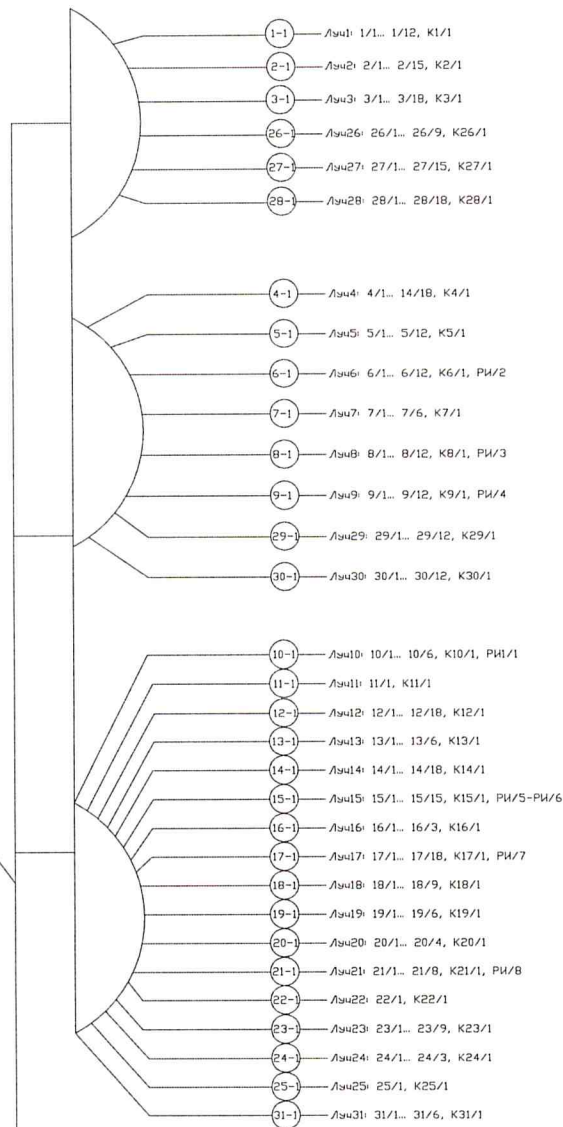 1-1 Луч1: 1/1... 1/12, К1/1
2-1 Луч2: 2/1... 2/15, К2/1
3-1 Луч3: 3/1... 3/18, К3/1
26-1 Луч26: 26/1... 26/9, К26/1
27-1 Луч27: 27/1... 27/15, К27/1
28-1 Луч28: 28/1... 28/18, К28/1
4-1 Луч4: 4/1... 14/18, К4/1
5-1 Луч5: 5/1... 5/12, К5/1
6-1 Луч6: 6/1... 6/12, К6/1, РИ/2
7-1 Луч7: 7/1... 7/6, К7/1
8-1 Луч8: 8/1... 8/12, К8/1, РИ/3
9-1 Луч9: 9/1... 9/12, К9/1, РИ/4
29-1 Луч29: 29/1... 29/12, К29/1
30-1 Луч30: 30/1... 30/12, К30/1
10-1 Луч10: 10/1... 10/6, К10/1, РИ1/1
11-1 Луч11: 11/1, К11/1
12-1 Луч12: 12/1... 12/18, К12/1
13-1 Луч13: 13/1... 13/6, К13/1
14-1 Луч14: 14/1... 14/18, К14/1
15-1 Луч15: 15/1... 15/15, К15/1, РИ/5-РИ/6
16-1 Луч16: 16/1... 16/3, К16/1
17-1 Луч17: 17/1... 17/18, К17/1, РИ/7
18-1 Луч18: 18/1... 18/9, К18/1
19-1 Луч19: 19/1... 19/6, К19/1
20-1 Луч20: 20/1... 20/4, К20/1
21-1 Луч21: 21/1... 21/8, К21/1, РИ/8
22-1 Луч22: 22/1, К22/1
23-1 Луч23: 23/1... 23/9, К23/1
24-1 Луч24: 24/1... 24/3, К24/1
25-1 Луч25: 25/1, К25/1
31-1 Луч31: 31/1... 31/6, К31/1